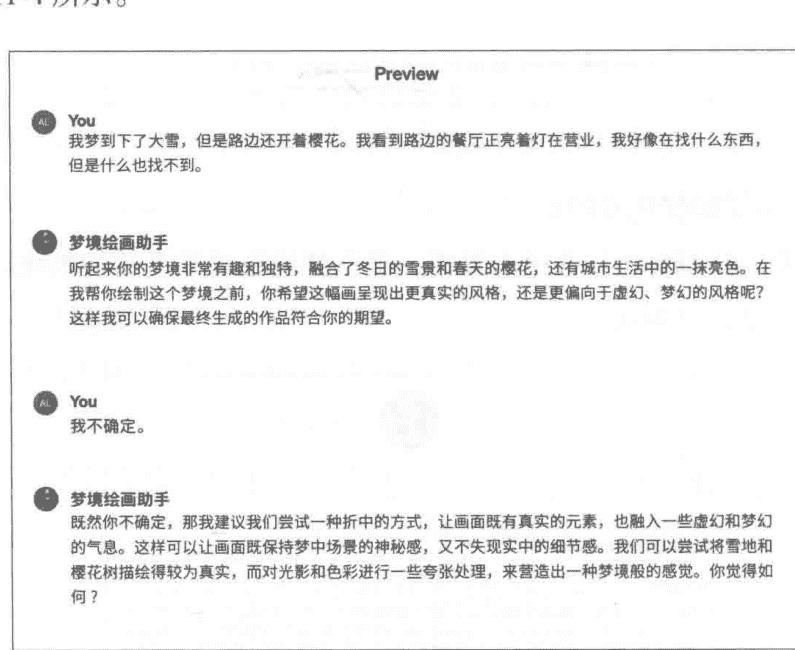 所示。
Preview
You
我梦到下了大雪，但是路边还开着樱花。我看到路边的餐厅正亮着灯在营业，我好像在找什么东西，
但是什么也找不到。
梦境绘画助手
听起来你的梦境非常有趣和独特，融合了冬日的雪景和春天的樱花，还有城市生活中的一抹亮色。在
我帮你绘制这个梦境之前，你希望这幅画呈现出更真实的风格，还是更偏向于虚幻、梦幻的风格呢？
这样我可以确保最终生成的作品符合你的期望。
AL You
我不确定。
梦境绘画助手
既然你不确定，那我建议我们尝试一种折中的方式，让画面既有真实的元素，也融入一些虚幻和梦幻
的气息。这样可以让画面既保持梦中场景的神秘感，又不失现实中的细节感。我们可以尝试将雪地和
樱花树描绘得较为真实，而对光影和色彩进行一些夸张处理，来营造出一种梦境般的感觉。你觉得如
何？